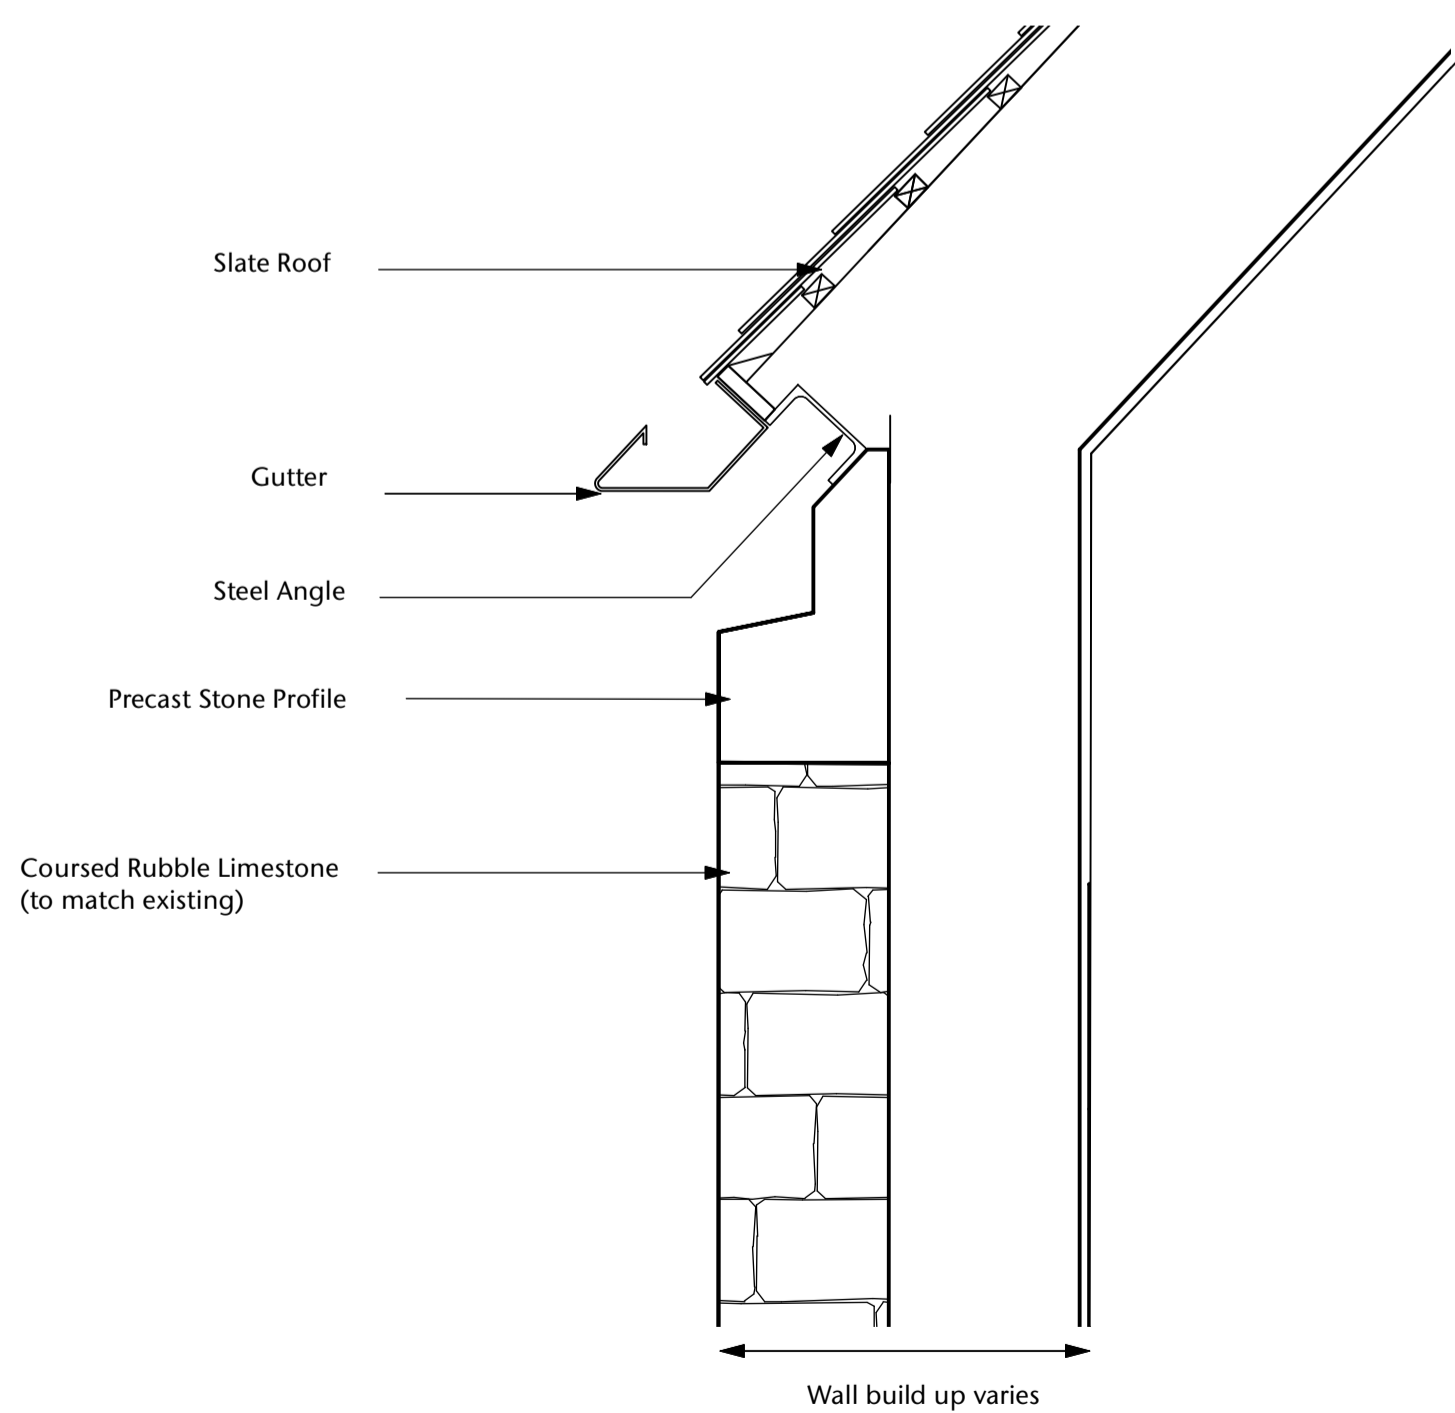 Slate Roof
Gutter
Steel Angle
Precast Stone Profile
Coursed Rubble Limestone
(to match existing)
Wall build up varies